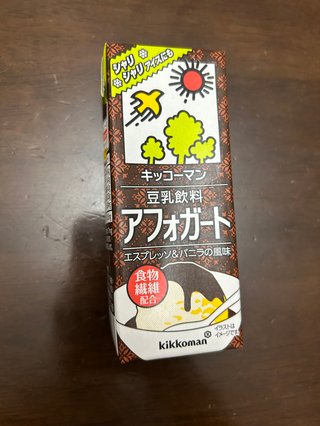 シャリ
シャリアイスにも
キッコーマン
豆乳飲料
アフォガート
エスプレッソ&バニラの風味
食物
繊維
配合
イラストは
イメージです
kikkoman®